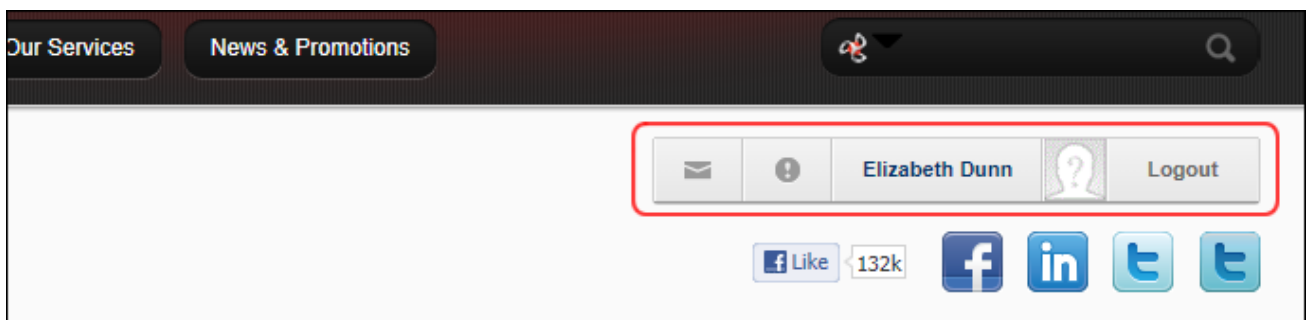 Our Services
News & Promotions
Elizabeth Dunn
Logout
Like
132k